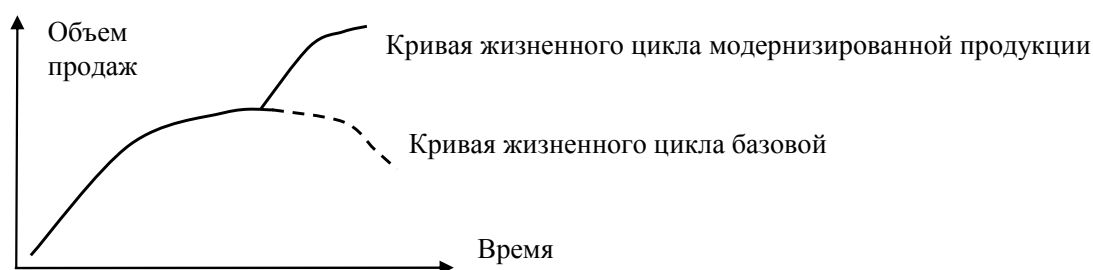 Объем
продаж
Кривая жизненного цикла модернизированной продукции
Кривая жизненного цикла базовой
Время